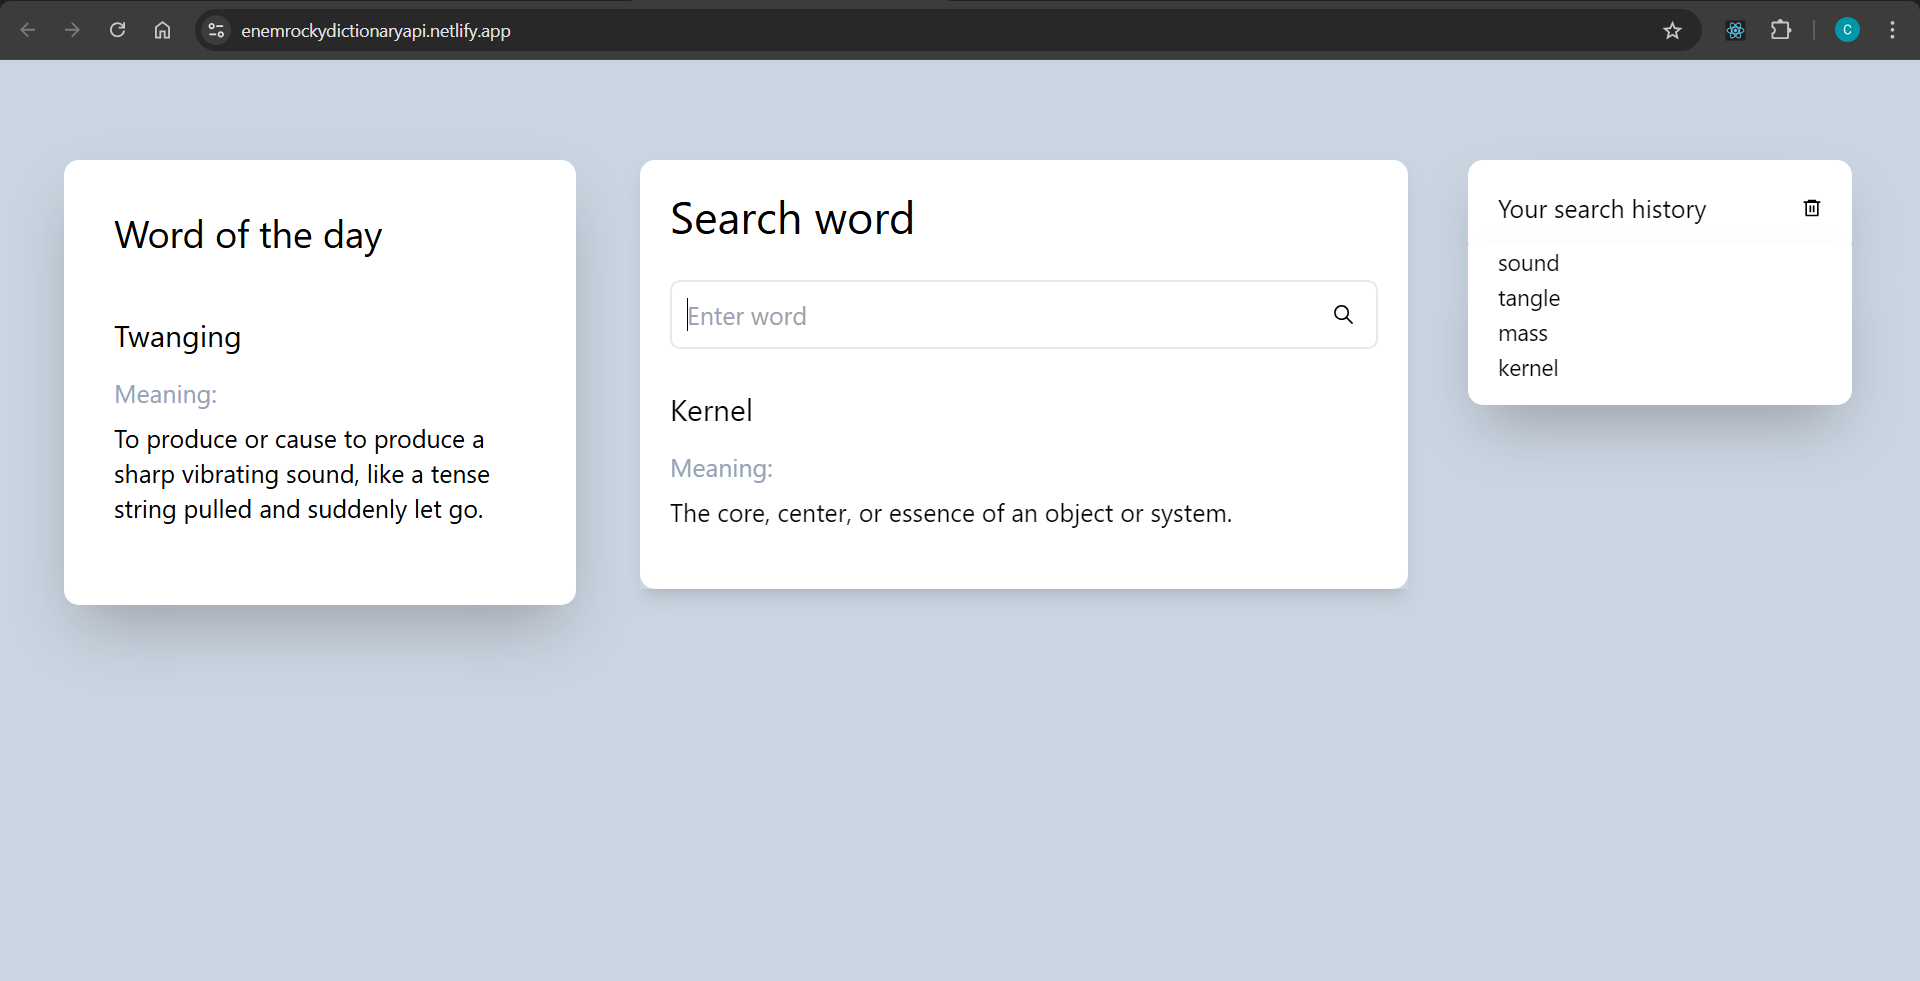 enemrockydictionaryapi.netlify.app
C
Word of the day
Twanging
Meaning:
To produce or cause to produce a
sharp vibrating sound, like a tense
string pulled and suddenly let go.
Search word
Enter word
Kernel
Meaning:
The core, center, or essence of an object or system.
Your search history
sound
tangle
mass
kernel